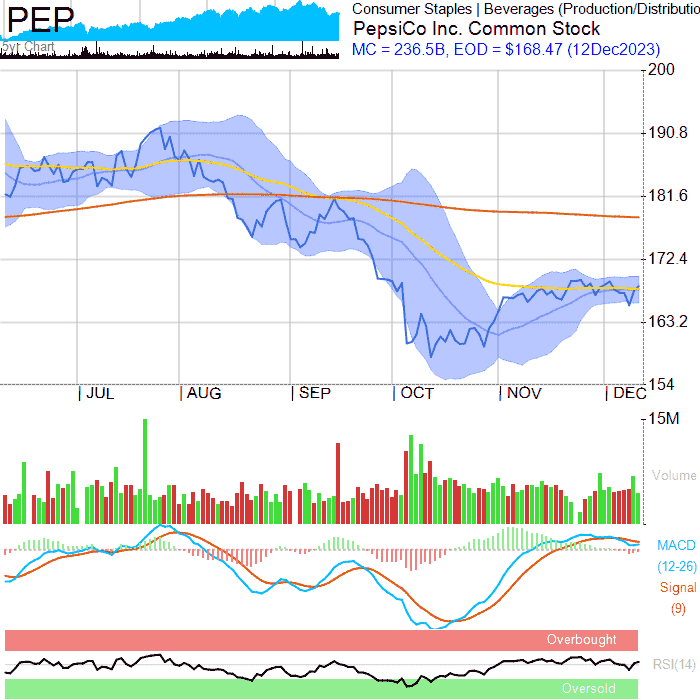 PEP
5yr Chart
Consumer Staples | Beverages (Production/Distributio
PepsiCo Inc. Common Stock
MC = 236.5B, EOD = $168.47 (12Dec2023)
200
190.8
181.6
172.4
163.2
154
JUL AUG SEP OCT NOV DEC
15M
Volume
MACD
(12-26)
Signal
(9)
Overbought
RSI(14)
Oversold